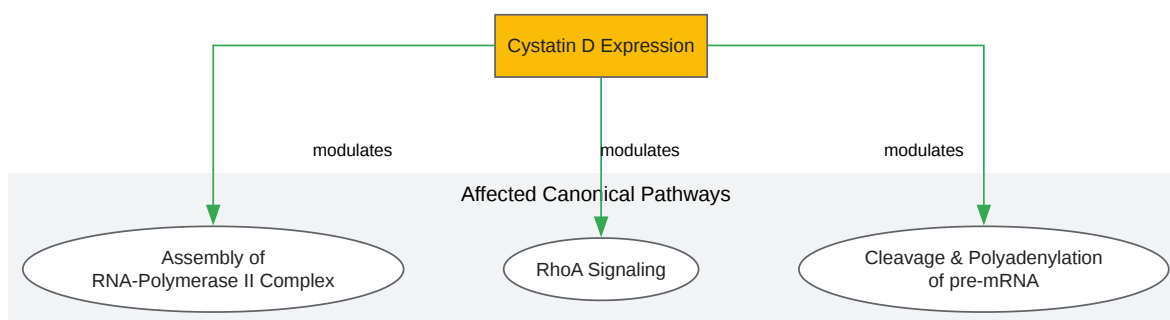 Cystatin D Expression
modulates
modulates
modulates
Affected Canonical Pathways
Assembly of
RNA-Polymerase II Complex
RhoA Signaling
Cleavage & Polyadenylation
of pre-mRNA